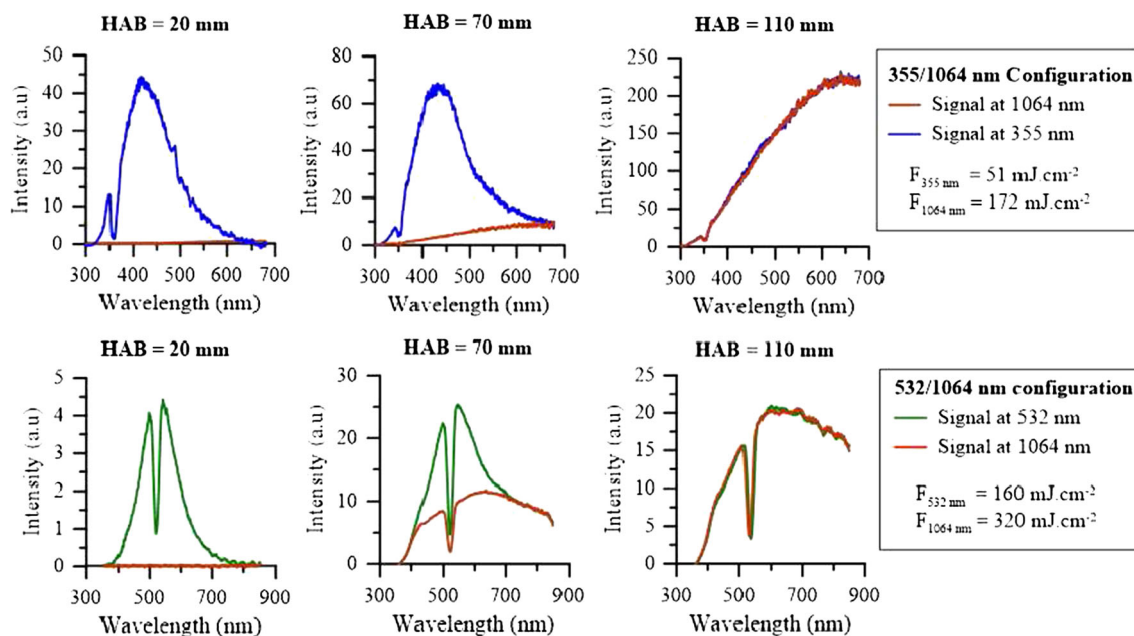 HAB = 20 mm
HAB = 70 mm
HAB = 110 mm
Intensity (a.u)
50
40
30
20
10
0
300 400 500 600 700
Wavelength (nm)
Intensity (a.u)
80
60
40
20
0
300 400 500 600 700
Wavelength (nm)
Intensity (a.u)
250
200
150
100
50
0
300 400 500 600 700
Wavelength (nm)
355/1064 nm Configuration
Signal at 1064 nm
Signal at 355 nm
F355 nm = 51 mJ.cm-2
F1064 nm = 172 mJ.cm-2
HAB = 20 mm
HAB = 70 mm
HAB = 110 mm
Intensity (a.u)
5
4
3
2
1
0
300 500 700 900
Wavelength (nm)
Intensity (a.u)
30
20
10
0
300 500 700 900
Wavelength (nm)
Intensity (a.u)
25
20
15
10
5
0
300 500 700 900
Wavelength (nm)
532/1064 nm configuration
Signal at 532 nm
Signal at 1064 nm
F532 nm = 160 mJ.cm-2
F1064 nm = 320 mJ.cm-2